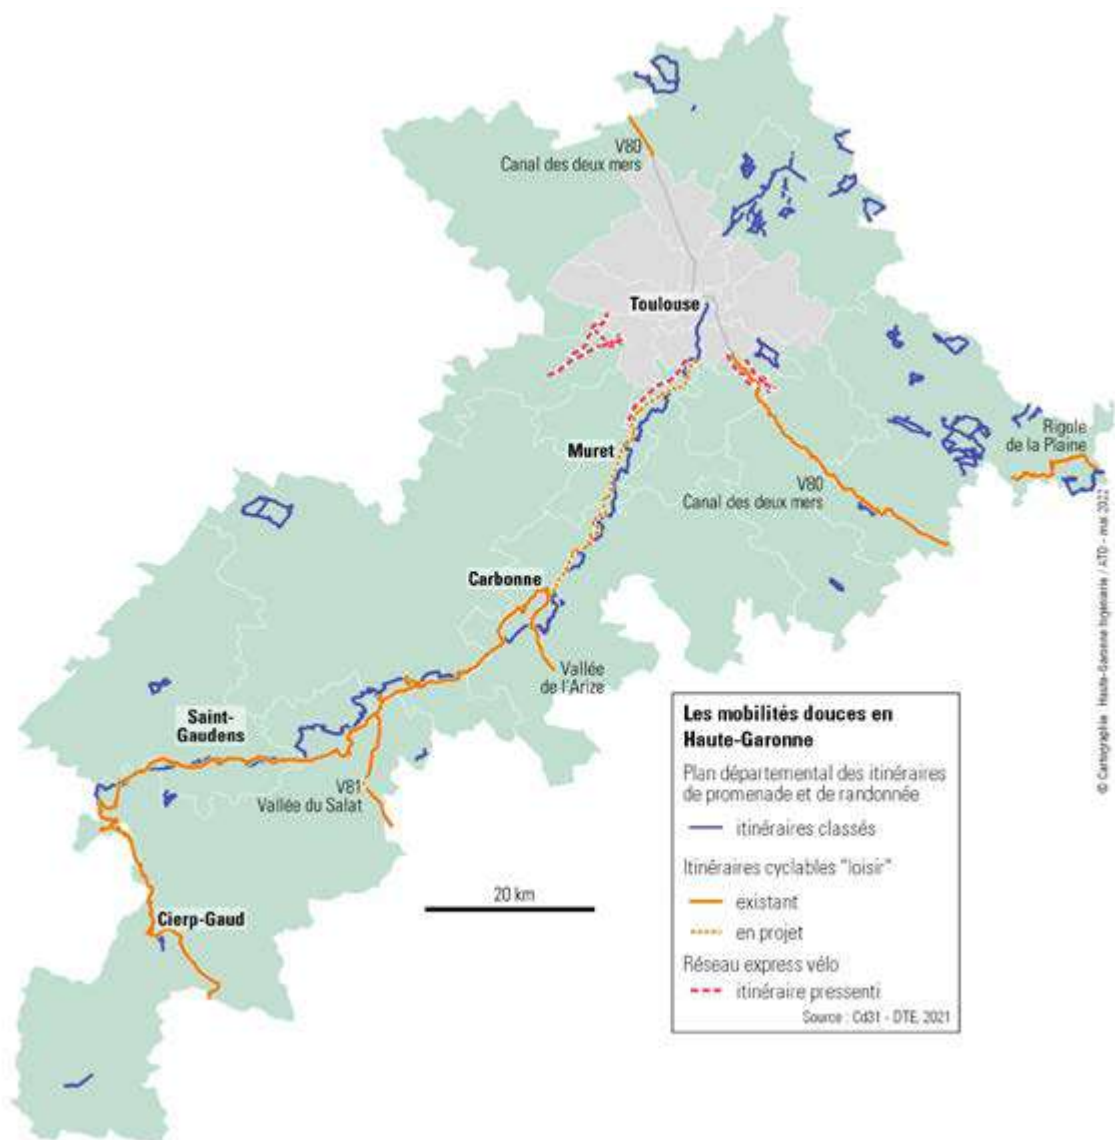 V80
Canal des deux mers
Toulouse
Rigole
de la Plaine
Muret
V80
Canal des deux mers
Carbonne
Vallée
de l'Arize
Saint-
Gaudens
V81
Vallée du Salat
Cierp-Gaud
20 km
Les mobilités douces en
Haute-Garonne
Plan départemental des itinéraires
de promenade et de randonnée
itinéraires classés
Itinéraires cyclables "loisir"
existant
en projet
Réseau express vélo
itinéraire pressenti
Source : Cd31 - DTE, 2021
© Cartographie Haute-Garonne Ingénierie / ATD - mai 2022